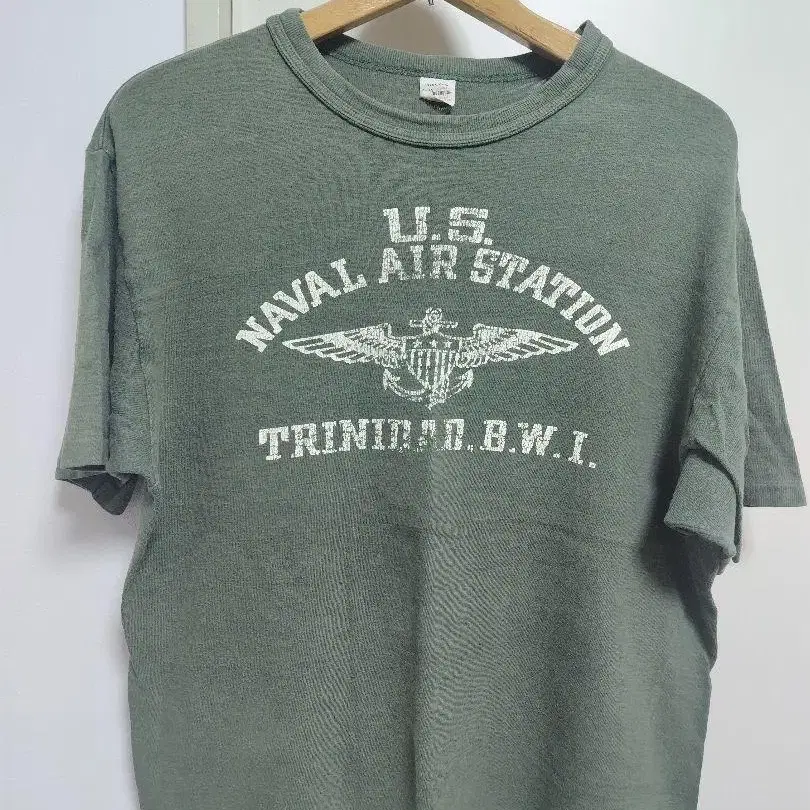 U.S.
NAVAL AIR STATION
TRINIDAD.B.W.I.